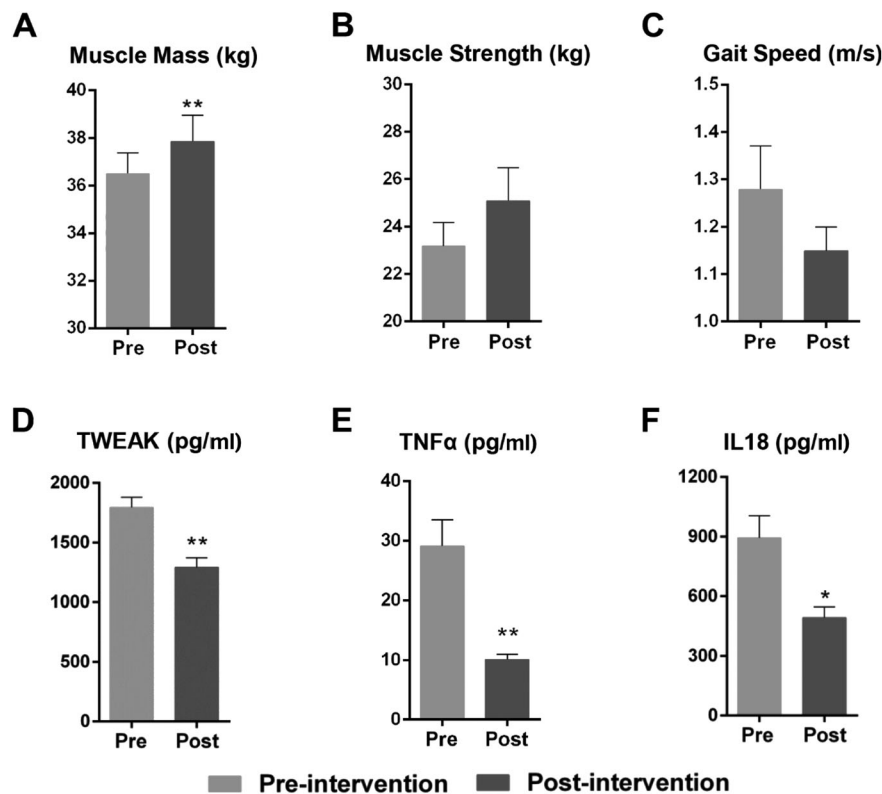 A
Muscle Mass (kg)
40
38
36
34
32
30
**
Pre
Post
B
Muscle Strength (kg)
30
28
26
24
22
20
Pre
Post
C
Gait Speed (m/s)
1.5
1.4
1.3
1.2
1.1
1.0
Pre
Post
D
TWEAK (pg/ml)
2000
1500
1000
500
0
**
Pre
Post
E
TNFα (pg/ml)
40
30
20
10
0
**
Pre
Post
F
IL18 (pg/ml)
1200
900
600
300
0
*
Pre
Post
Pre-intervention
Post-intervention